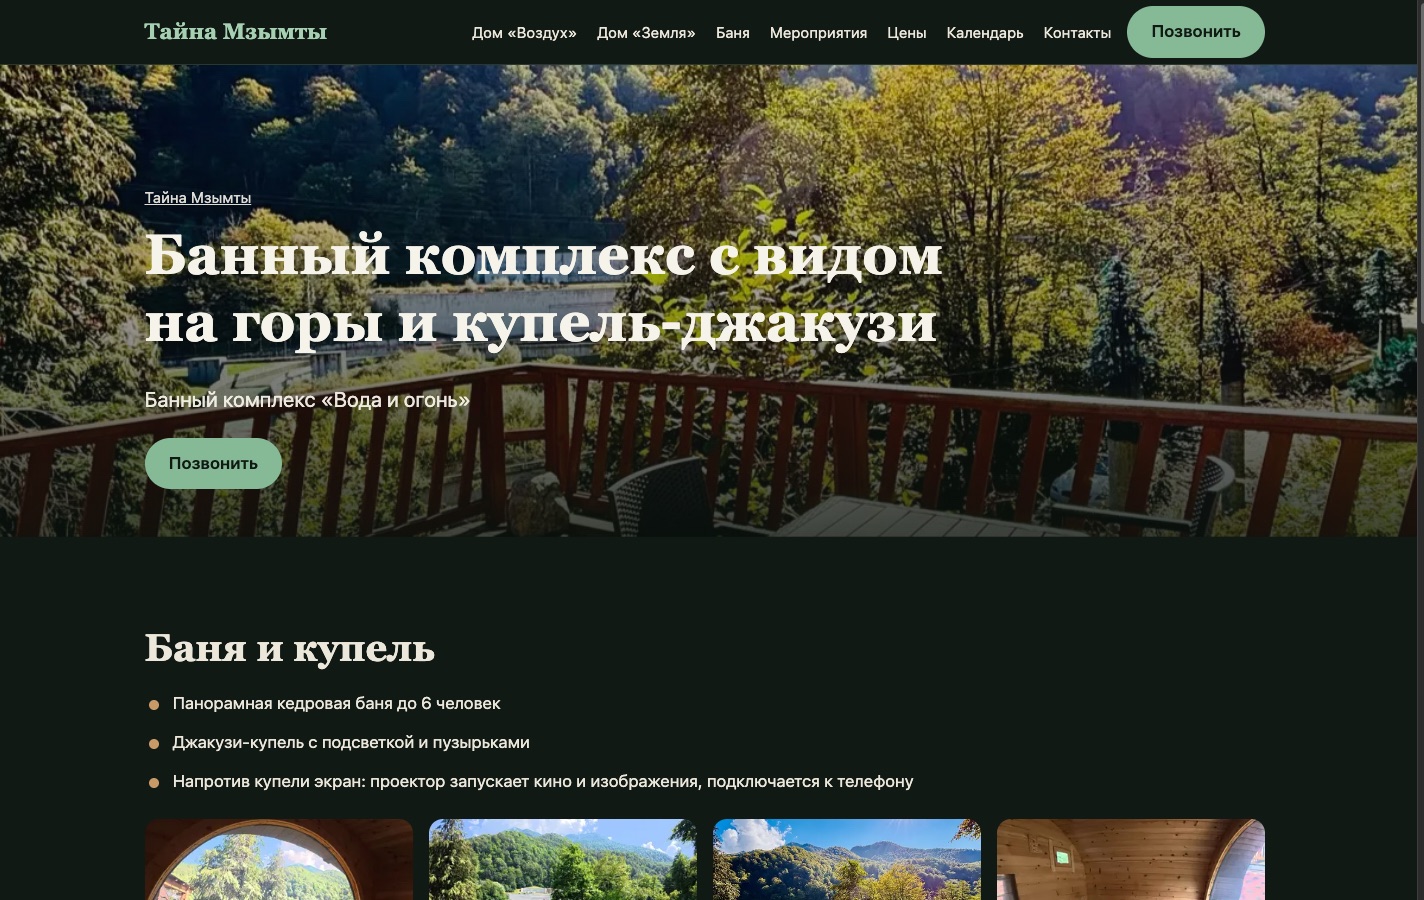 Тайна Мзымты
Дом «Воздух» Дом «Земля» Баня Мероприятия Цены Календарь Контакты Позвонить
Тайна Мзымты
Банный комплекс с видом
на горы и купель-джакузи
Банный комплекс «Вода и огонь»
Позвонить
Баня и купель
Панорамная кедровая баня до 6 человек
Джакузи-купель с подсветкой и пузырьками
Напротив купели экран: проектор запускает кино и изображения, подключается к телефону